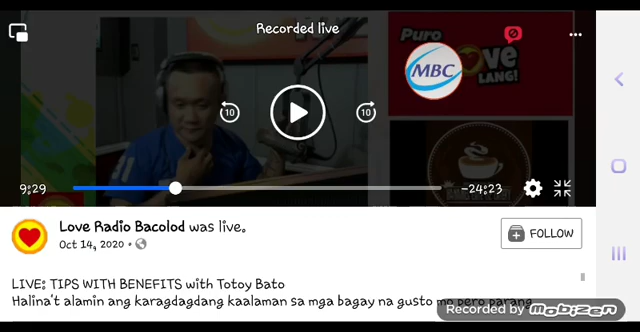 Recorded live
Puro
Love
LANG!
MBC
10
10
9:29
-24:23
Love Radio Bacolod was live.
Oct 14, 2020
FOLLOW
LIVE: TIPS WITH BENEFITS with Totoy Bato
Halina't alamin ang karagdagdang kaalaman sa mga bagay na gusto mo pero parang
Recorded by Mobizen